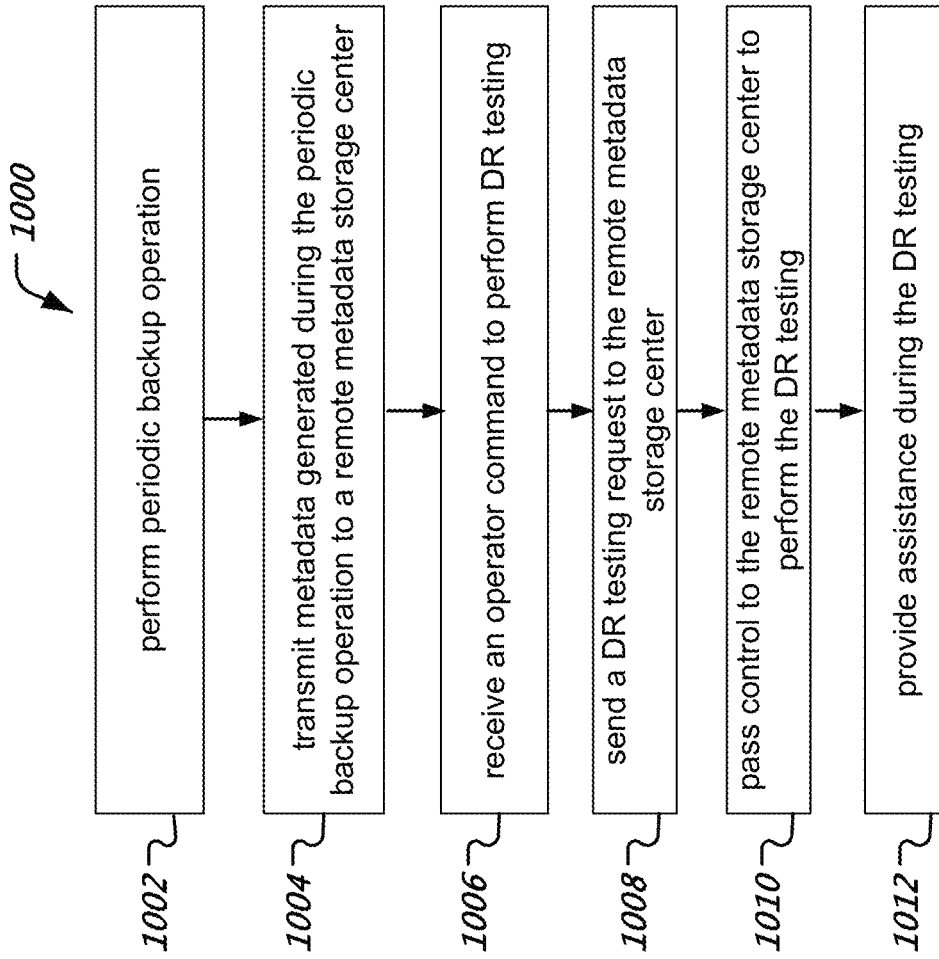 1000
1002
perform periodic backup operation
1004
transmit metadata generated during the periodic
backup operation to a remote metadata storage center
1006
receive an operator command to perform DR testing
1008
send a DR testing request to the remote metadata
storage center
1010
pass control to the remote metadata storage center to
perform the DR testing
1012
provide assistance during the DR testing